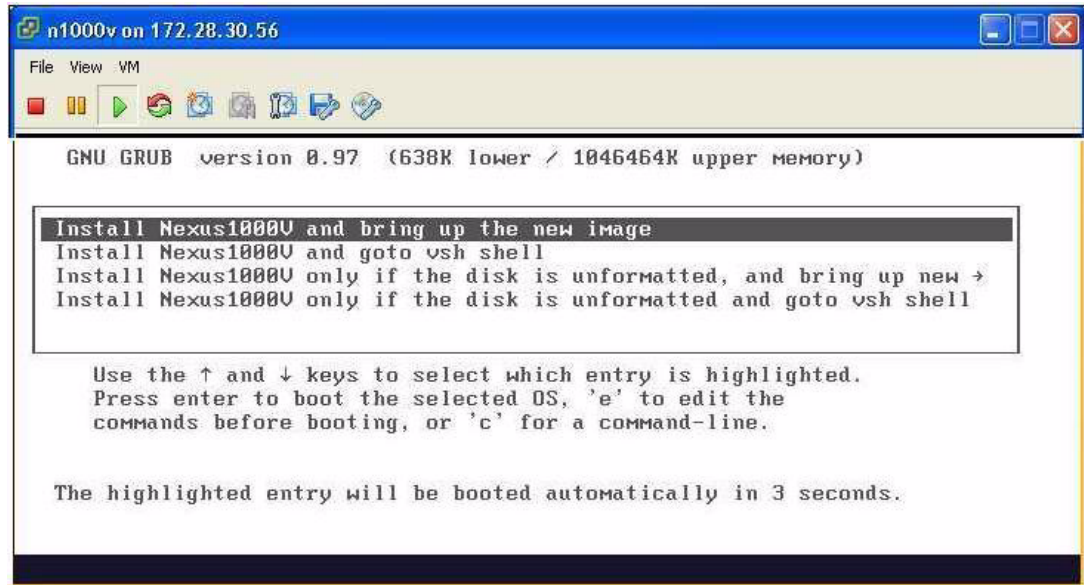 n1000v on 172.28.30.56
File View VM
GNU GRUB version 0.97 (638K lower / 1046464K upper memory)
Install Nexus1000V and bring up the new image
Install Nexus1000V and goto vsh shell
Install Nexus1000V only if the disk is unformatted, and bring up new →
Install Nexus1000V only if the disk is unformatted and goto vsh shell
Use the ↑ and ↓ keys to select which entry is highlighted.
Press enter to boot the selected OS, 'e' to edit the
commands before booting, or 'c' for a command-line.
The highlighted entry will be booted automatically in 3 seconds.